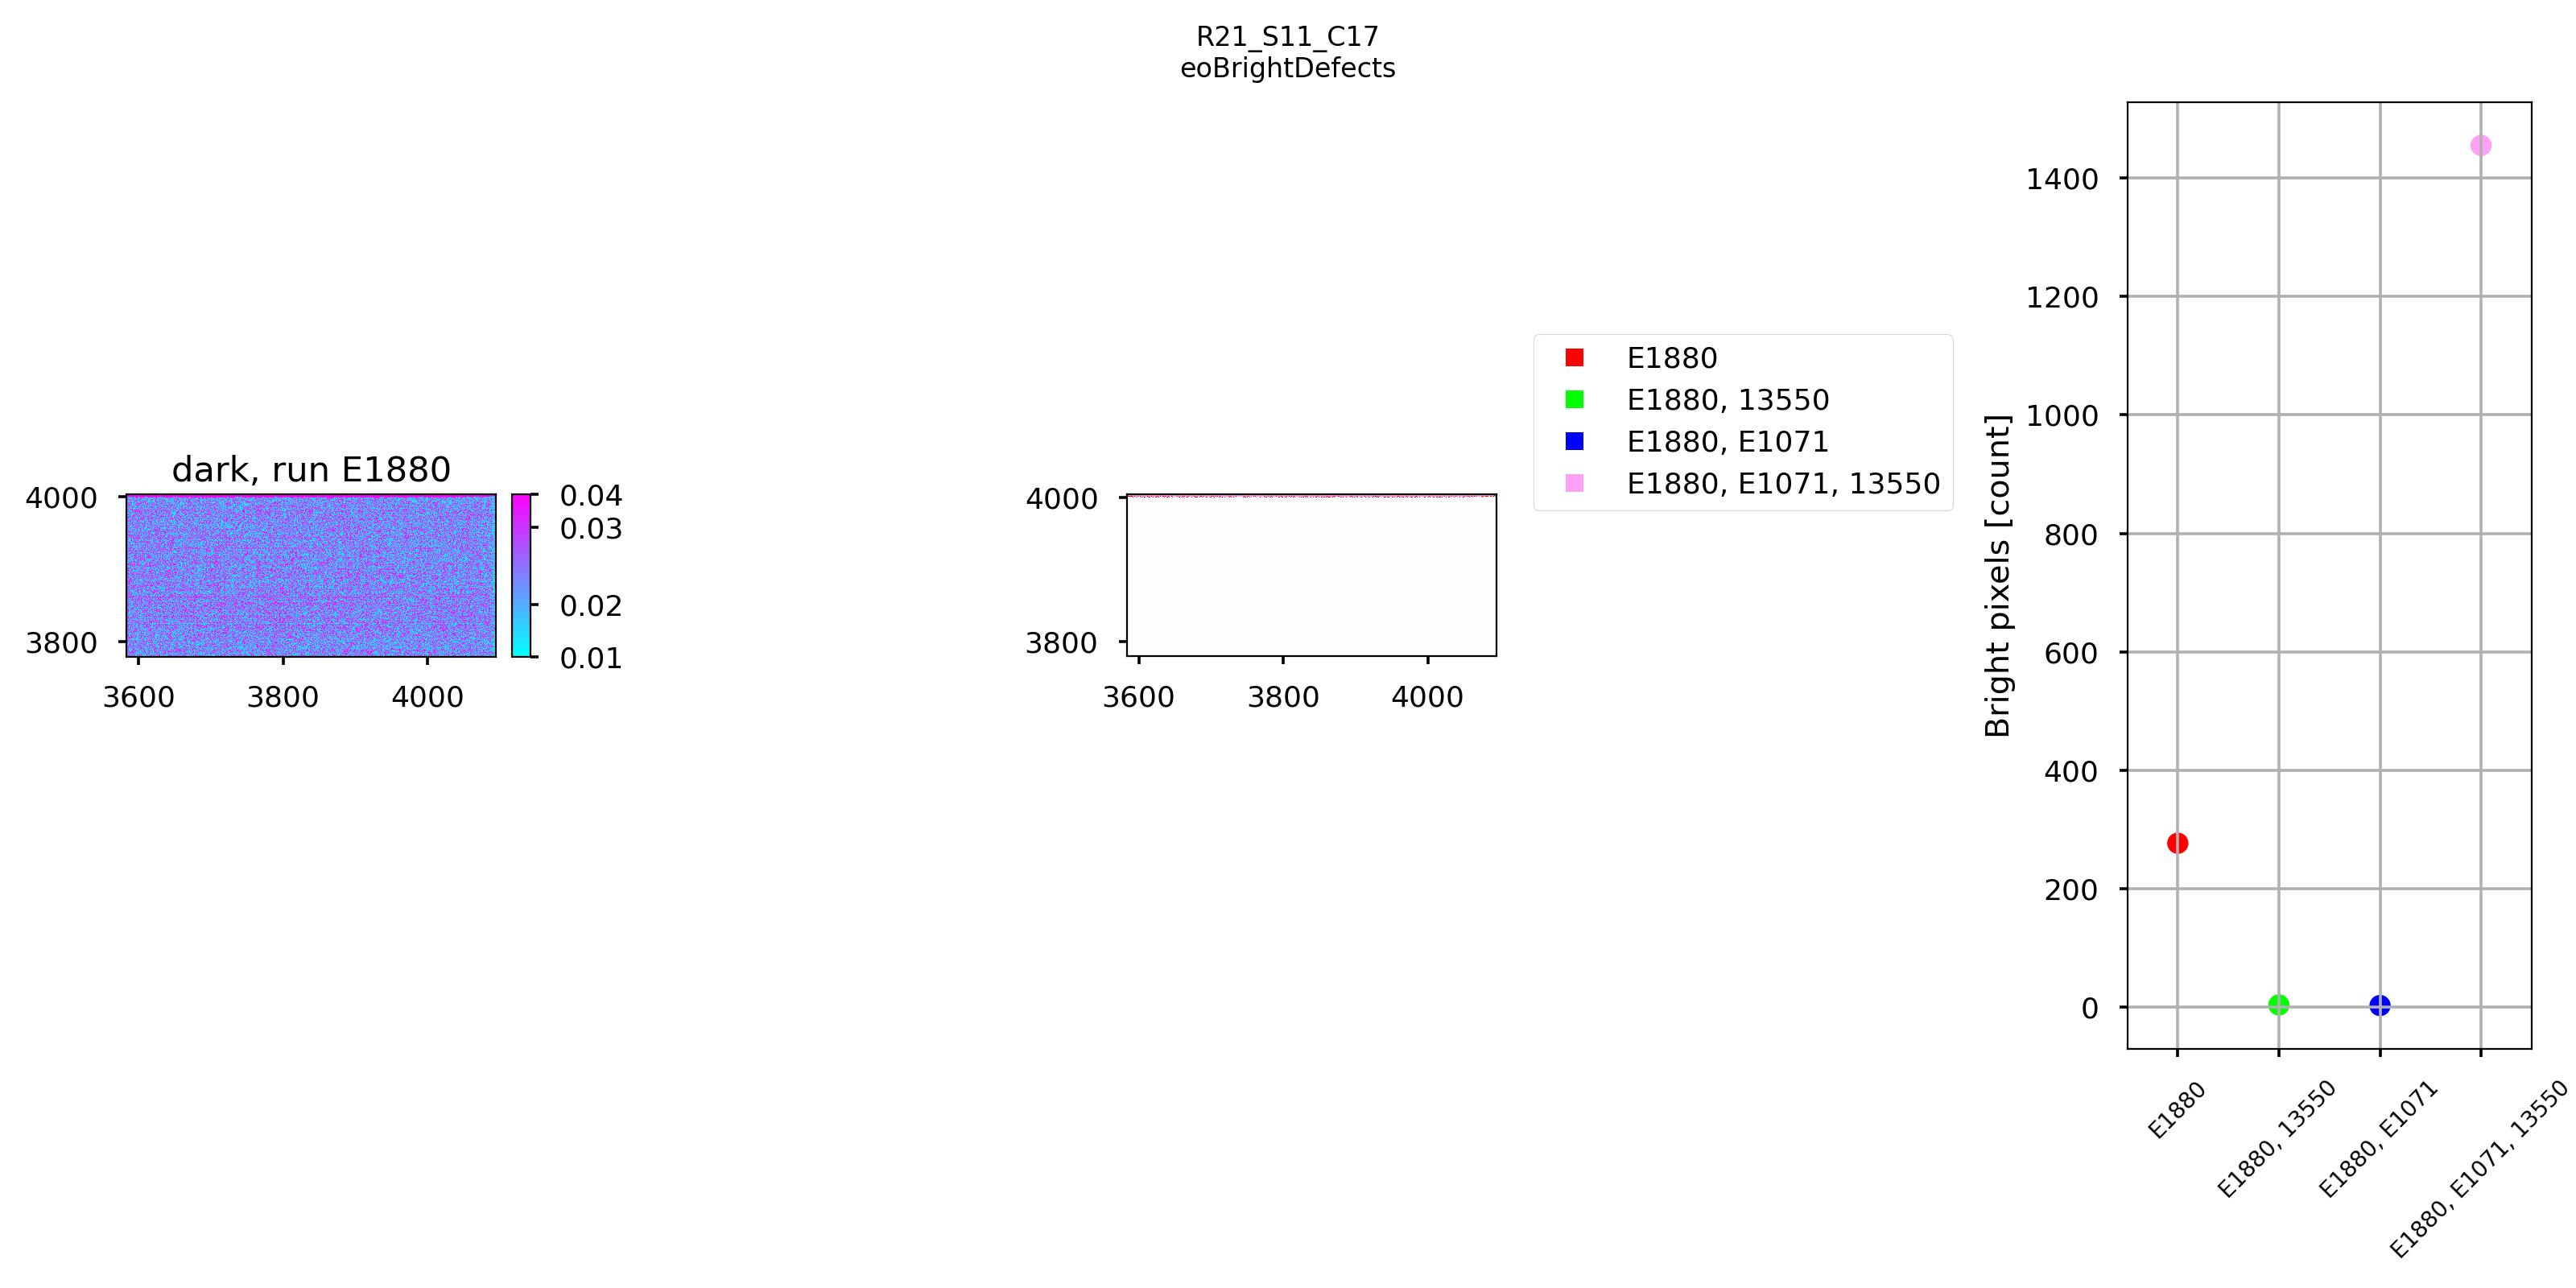 R21_S11_C17
eoBrightDefects
dark, run E1880
4000
3800
3600 3800 4000
0.04
0.03
0.02
0.01
4000
3800
3600 3800 4000
E1880
E1880, 13550
E1880, E1071
E1880, E1071, 13550
Bright pixels [count]
1400
1200
1000
800
600
400
200
0
E1880
E1880, 13550
E1880, E1071
E1880, E1071, 13550